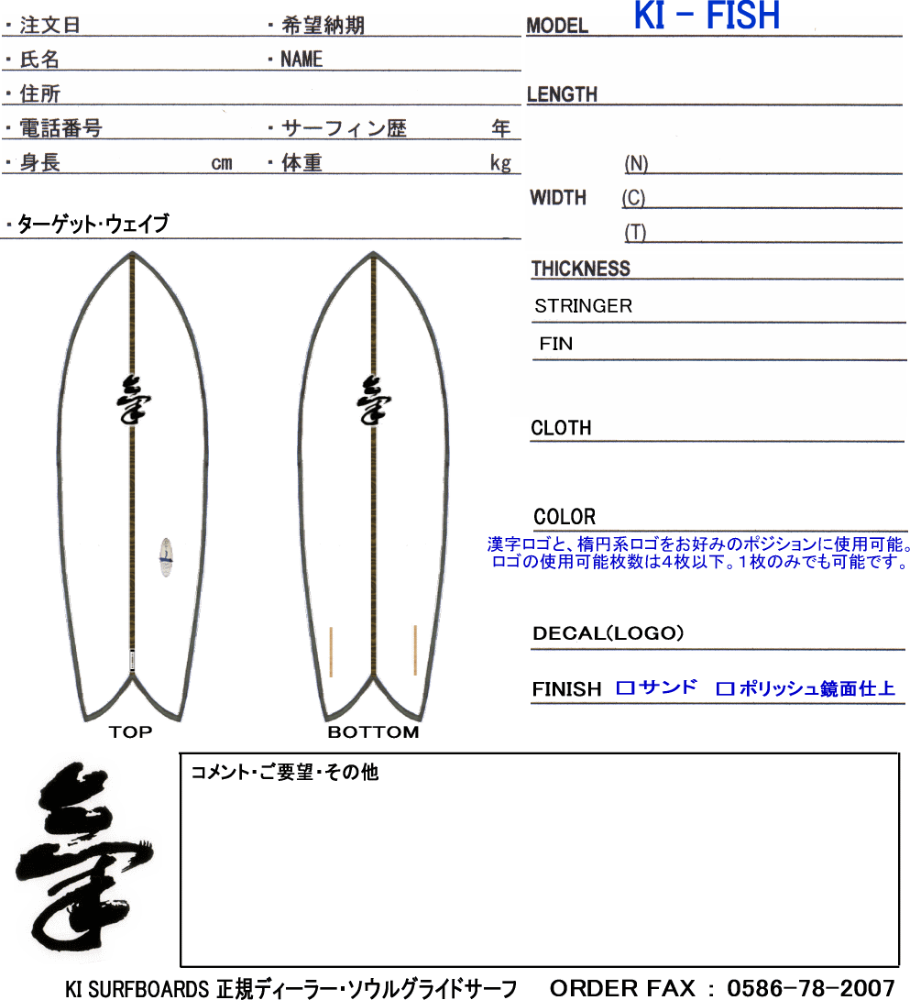 ・注文日 ・希望納期
・氏名 ・NAME
・住所
・電話番号 ・サーフィン歴 年
・身長 cm ・体重 kg
・ターゲット・ウェイブ
MODEL KI － FISH
LENGTH
(N)
WIDTH (C)
(T)
THICKNESS
STRINGER
FIN
CLOTH
COLOR
漢字ロゴと、楕円系ロゴをお好みのポジションに使用可能。
ロゴの使用可能枚数は４枚以下。１枚のみでも可能です。
DECAL(LOGO)
FINISH □サンド □ポリッシュ鏡面仕上
氣
氣
TOP BOTTOM
コメント・ご要望・その他
氣
KI SURFBOARDS 正規ディーラー・ソウルグライドサーフ ORDER FAX : 0586-78-2007